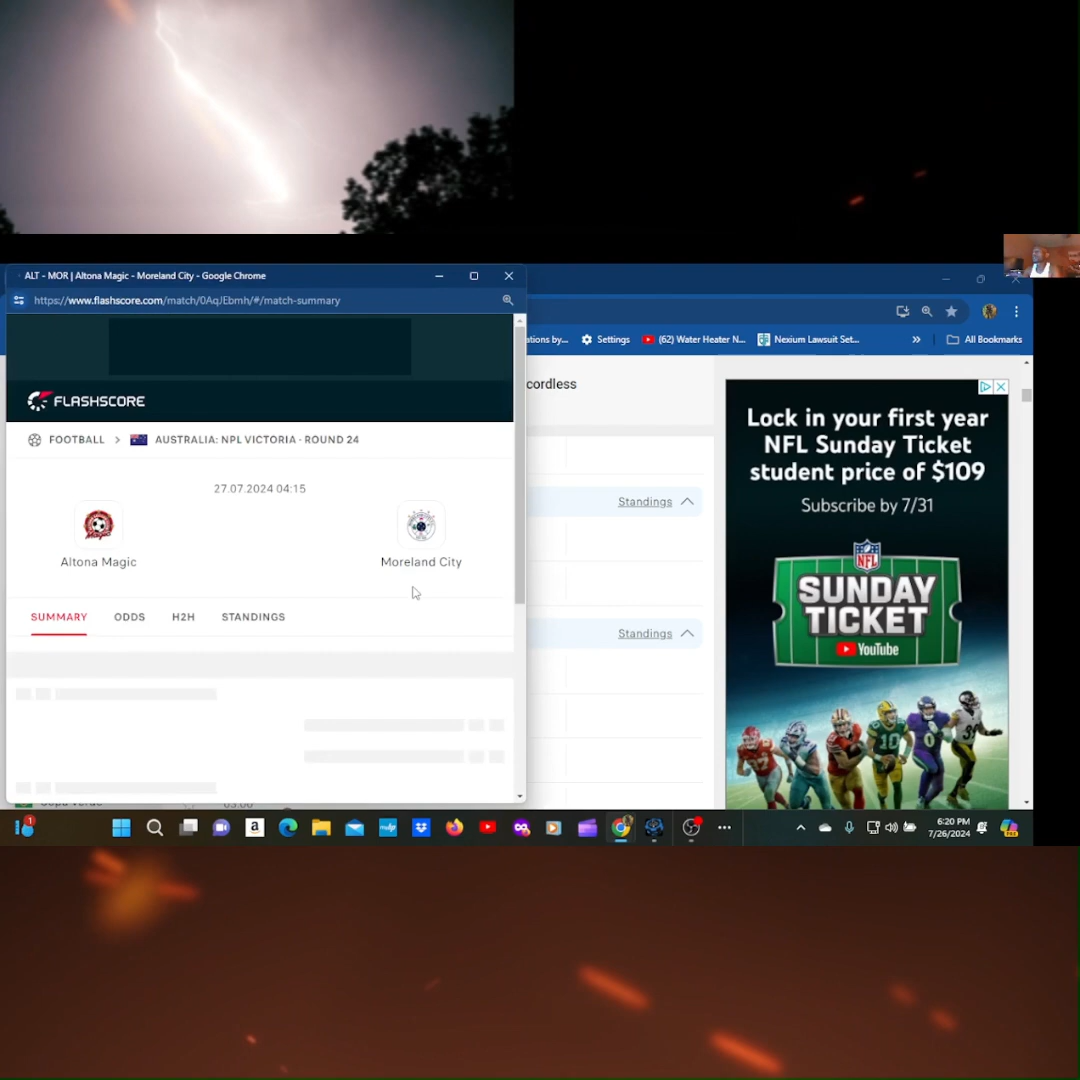 ALT - MOR | Altona Magic - Moreland City - Google Chrome
https://www.flashscore.com/match/0AqJEbmh/#/match-summary
Settings
(62) Water Heater N...
Nexium Lawsuit Set...
»
All Bookmarks
FLASHSCORE
cordless
FOOTBALL > AUSTRALIA: NPL VICTORIA - ROUND 24
27.07.2024 04:15
Altona Magic
Moreland City
SUMMARY ODDS H2H STANDINGS
Standings
Standings
Lock in your first year
NFL Sunday Ticket
student price of $109
Subscribe by 7/31
NFL
SUNDAY
TICKET
YouTube
1
a
6:20 PM
7/26/2024